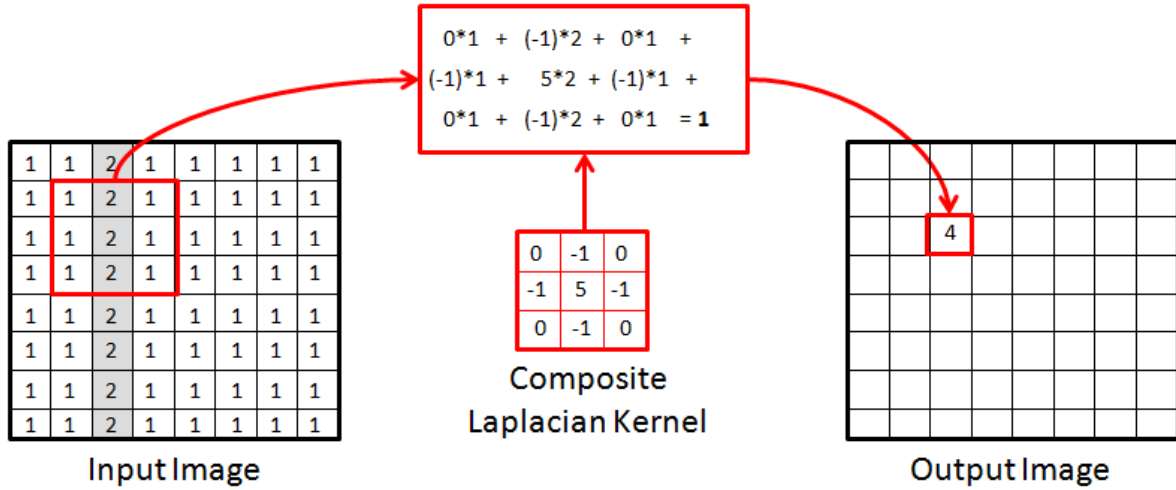 0*1 + (-1)*2 + 0*1 +
(-1)*1 + 5*2 + (-1)*1 +
0*1 + (-1)*2 + 0*1 = 1
1 1 2 1 1 1 1 1
1 1 2 1 1 1 1 1
1 1 2 1 1 1 1 1
1 1 2 1 1 1 1 1
1 1 2 1 1 1 1 1
1 1 2 1 1 1 1 1
1 1 2 1 1 1 1 1
1 1 2 1 1 1 1 1
Input Image
0 -1 0
-1 5 -1
0 -1 0
Composite
Laplacian Kernel
4
Output Image